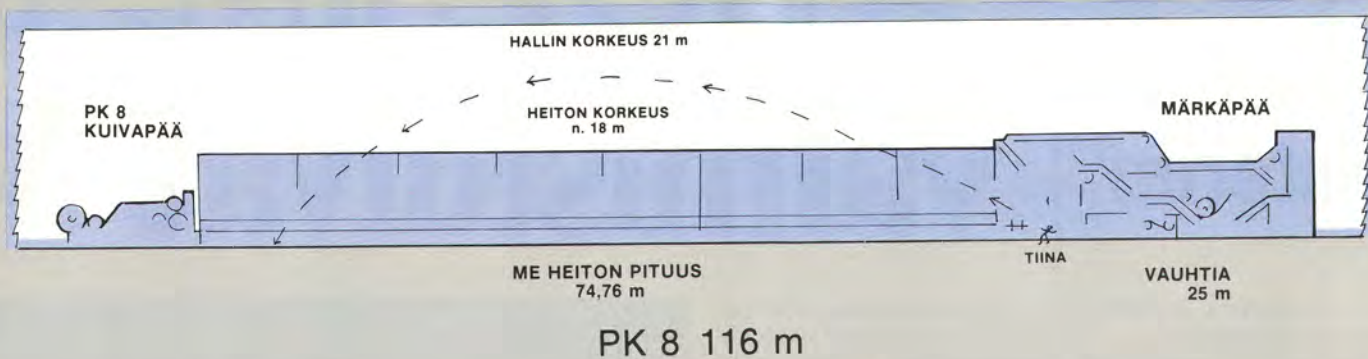 HALLIN KORKEUS 21 m
PK 8
KUIVAPÄÄ
HEITON KORKEUS
n. 18 m
MÄRKÄPÄÄ
TIINA
ME HEITON PITUUS
74,76 m
VAUHTIA
25 m
PK 8 116 m